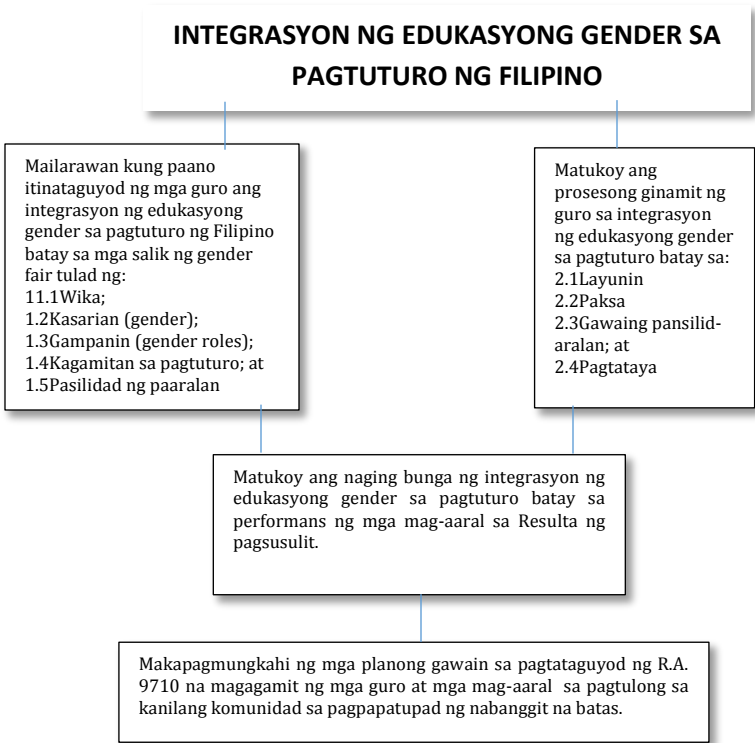 INTEGRASYON NG EDUKASYONG GENDER SA
PAGTUTURO NG FILIPINO
Mailarawan kung paano
itinataguyod ng mga guro ang
integrasyon ng edukasyong
gender sa pagtuturo ng Filipino
batay sa mga salik ng gender
fair tulad ng:
11.1Wika;
1.2Kasarian (gender);
1.3Gampanin (gender roles);
1.4Kagamitan sa pagtuturo; at
1.5Pasilidad ng paaralan
Matukoy ang
prosesong ginamit ng
guro sa integrasyon
ng edukasyong gender
sa pagtuturo batay sa:
2.1Layunin
2.2Paksa
2.3Gawaing pansilid-
aralan; at
2.4Pagtataya
Matukoy ang naging bunga ng integrasyon ng
edukasyong gender sa pagtuturo batay sa
performans ng mga mag-aaral sa Resulta ng
pagsusulit.
Makapagmungkahi ng mga planong gawain sa pagtataguyod ng R.A.
9710 na magagamit ng mga guro at mga mag-aaral sa pagtulong sa
kanilang komunidad sa pagpapatupad ng nabanggit na batas.